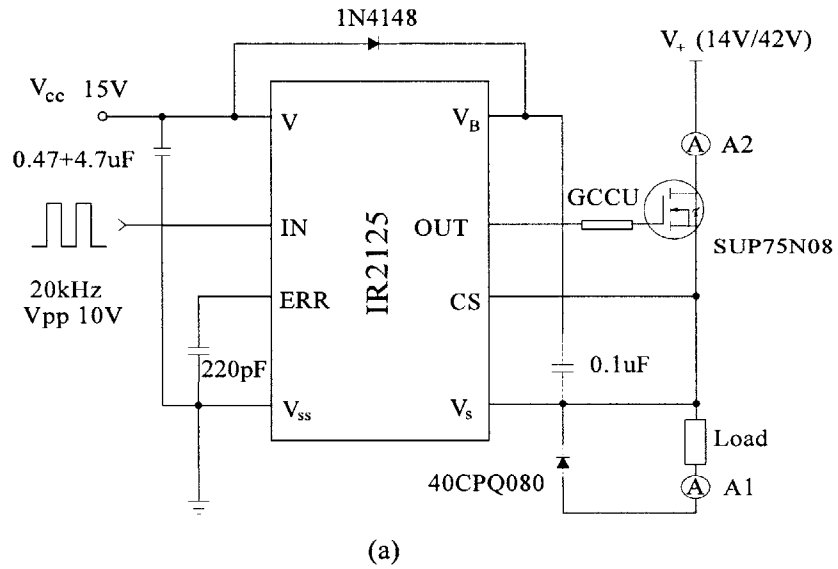 1N4148
V+ (14V/42V)
Vcc 15V
V
VB
A A2
0.47+4.7uF
GCCU
IN
OUT
IR2125
SUP75N08
20kHz
Vpp 10V
ERR
CS
220pF
0.1uF
Vss
Vs
Load
40CPQ080
A A1
(a)